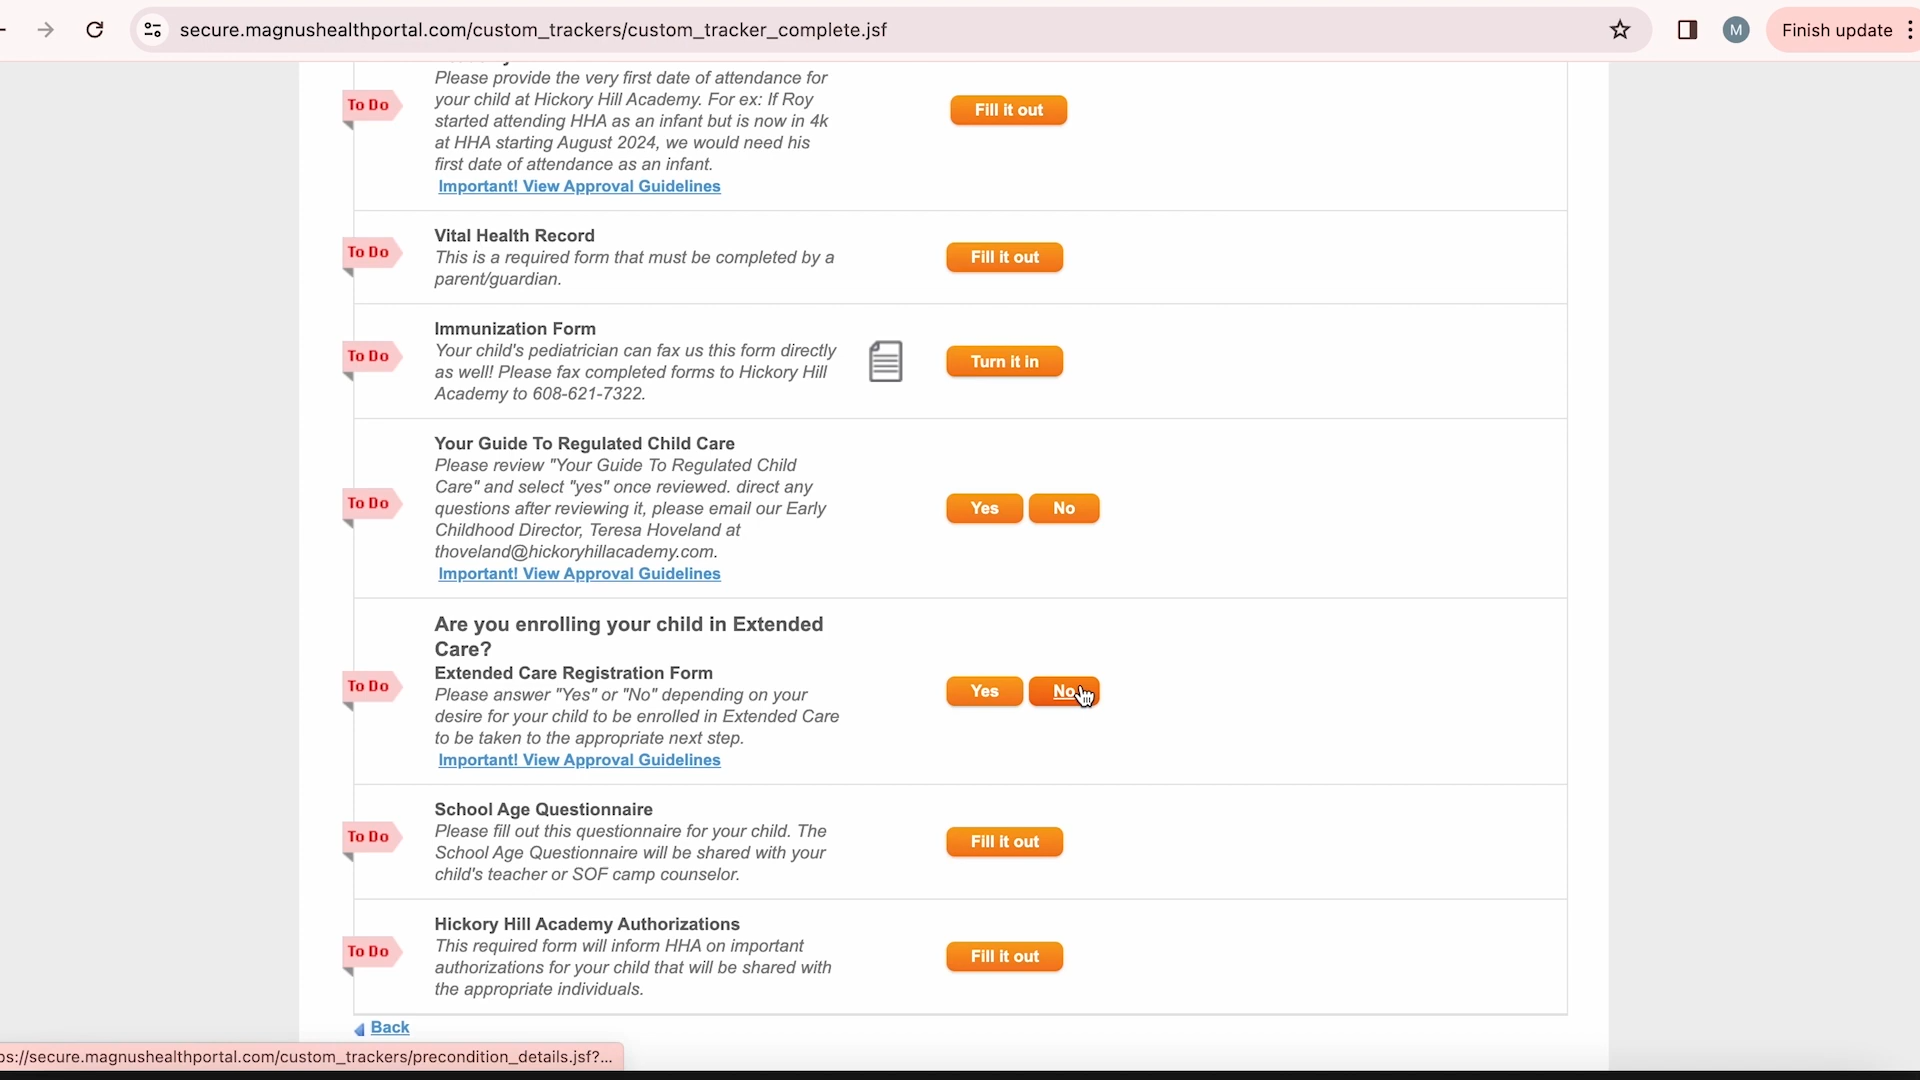 secure.magnushealthportal.com/custom_trackers/custom_tracker_complete.jsf
M
Finish update
To Do
Please provide the very first date of attendance for
your child at Hickory Hill Academy. For ex: If Roy
started attending HHA as an infant but is now in 4k
at HHA starting August 2024, we would need his
first date of attendance as an infant.
Important! View Approval Guidelines
Fill it out
To Do
Vital Health Record
This is a required form that must be completed by a
parent/guardian.
Fill it out
To Do
Immunization Form
Your child's pediatrician can fax us this form directly
as well! Please fax completed forms to Hickory Hill
Academy to 608-621-7322.
Turn it in
To Do
Your Guide To Regulated Child Care
Please review "Your Guide To Regulated Child
Care" and select "yes" once reviewed. direct any
questions after reviewing it, please email our Early
Childhood Director, Teresa Hoveland at
thoveland@hickoryhillacademy.com.
Important! View Approval Guidelines
Yes No
To Do
Are you enrolling your child in Extended
Care?
Extended Care Registration Form
Please answer "Yes" or "No" depending on your
desire for your child to be enrolled in Extended Care
to be taken to the appropriate next step.
Important! View Approval Guidelines
Yes No
To Do
School Age Questionnaire
Please fill out this questionnaire for your child. The
School Age Questionnaire will be shared with your
child's teacher or SOF camp counselor.
Fill it out
To Do
Hickory Hill Academy Authorizations
This required form will inform HHA on important
authorizations for your child that will be shared with
the appropriate individuals.
Fill it out
Back
ps://secure.magnushealthportal.com/custom_trackers/precondition_details.jsf?...